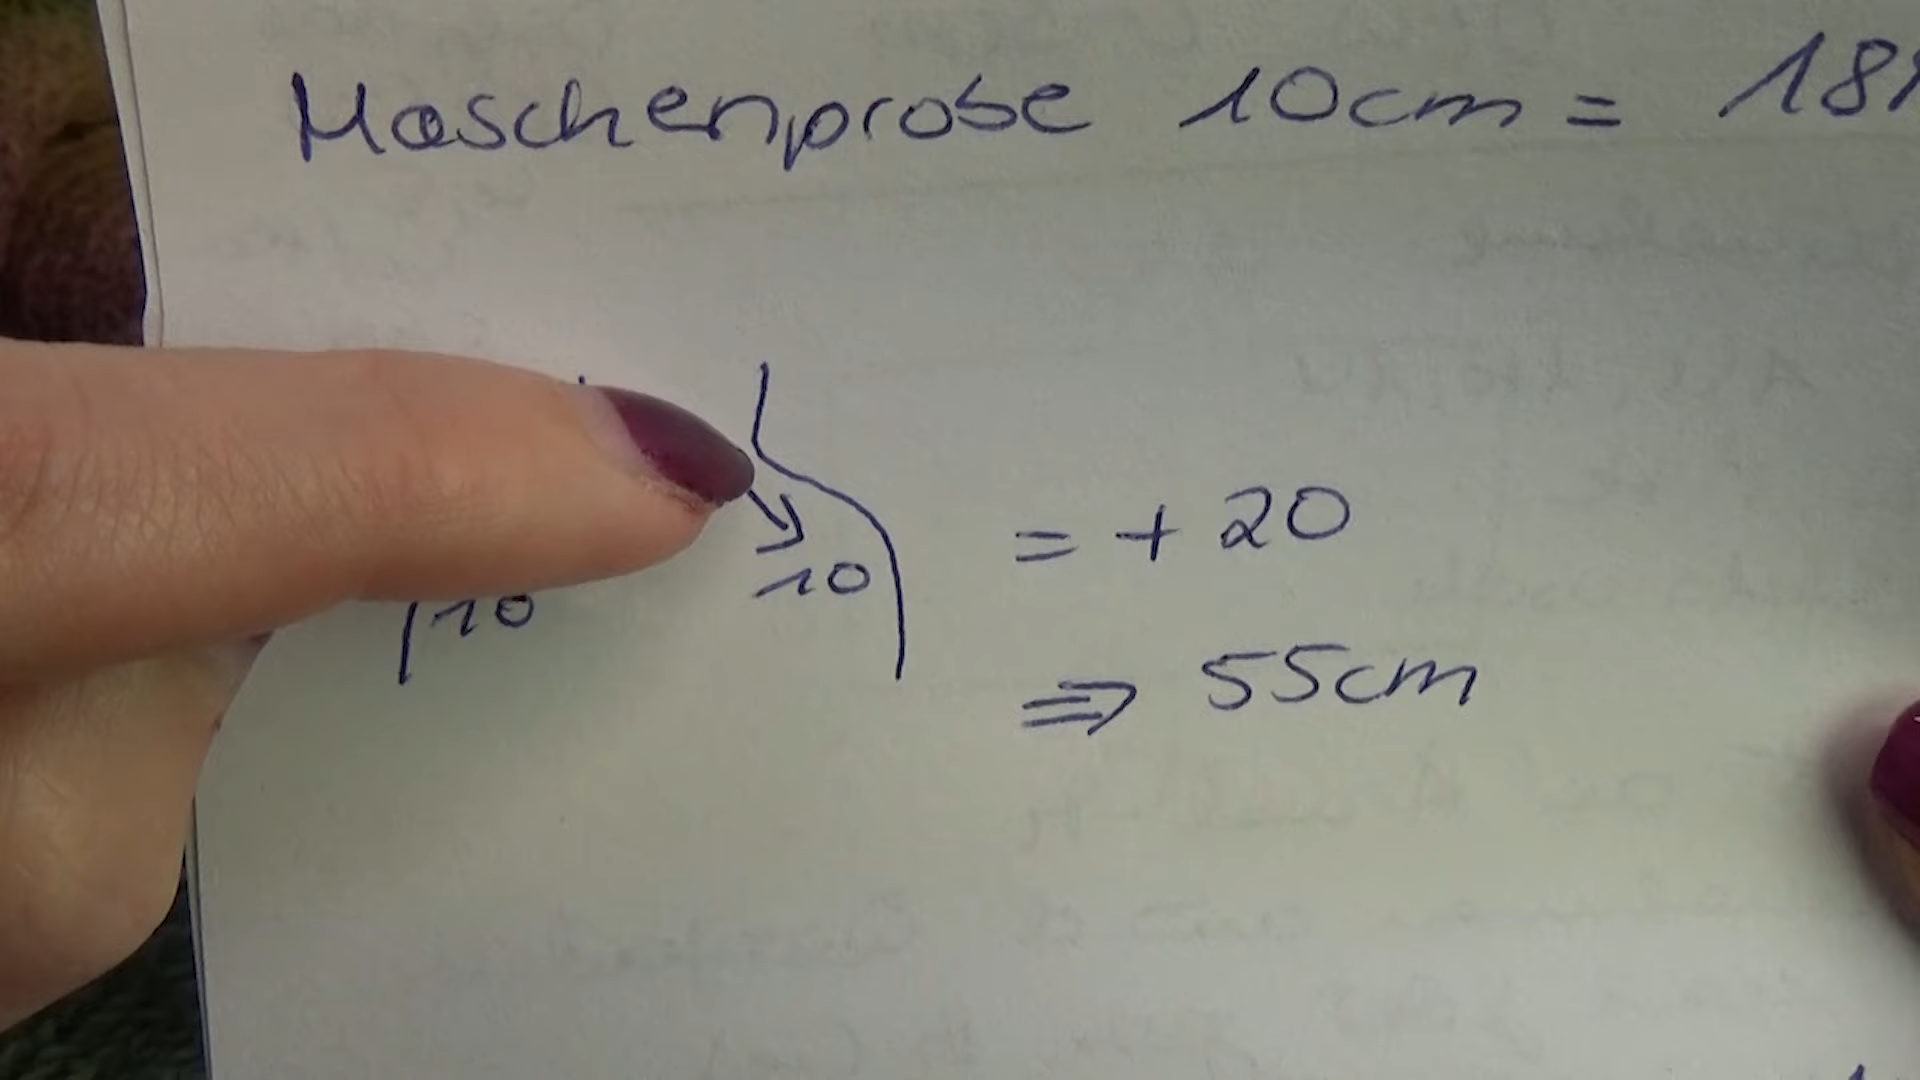 Maschenprobe 10cm = 18
10 10 = + 20
⇒ 55cm